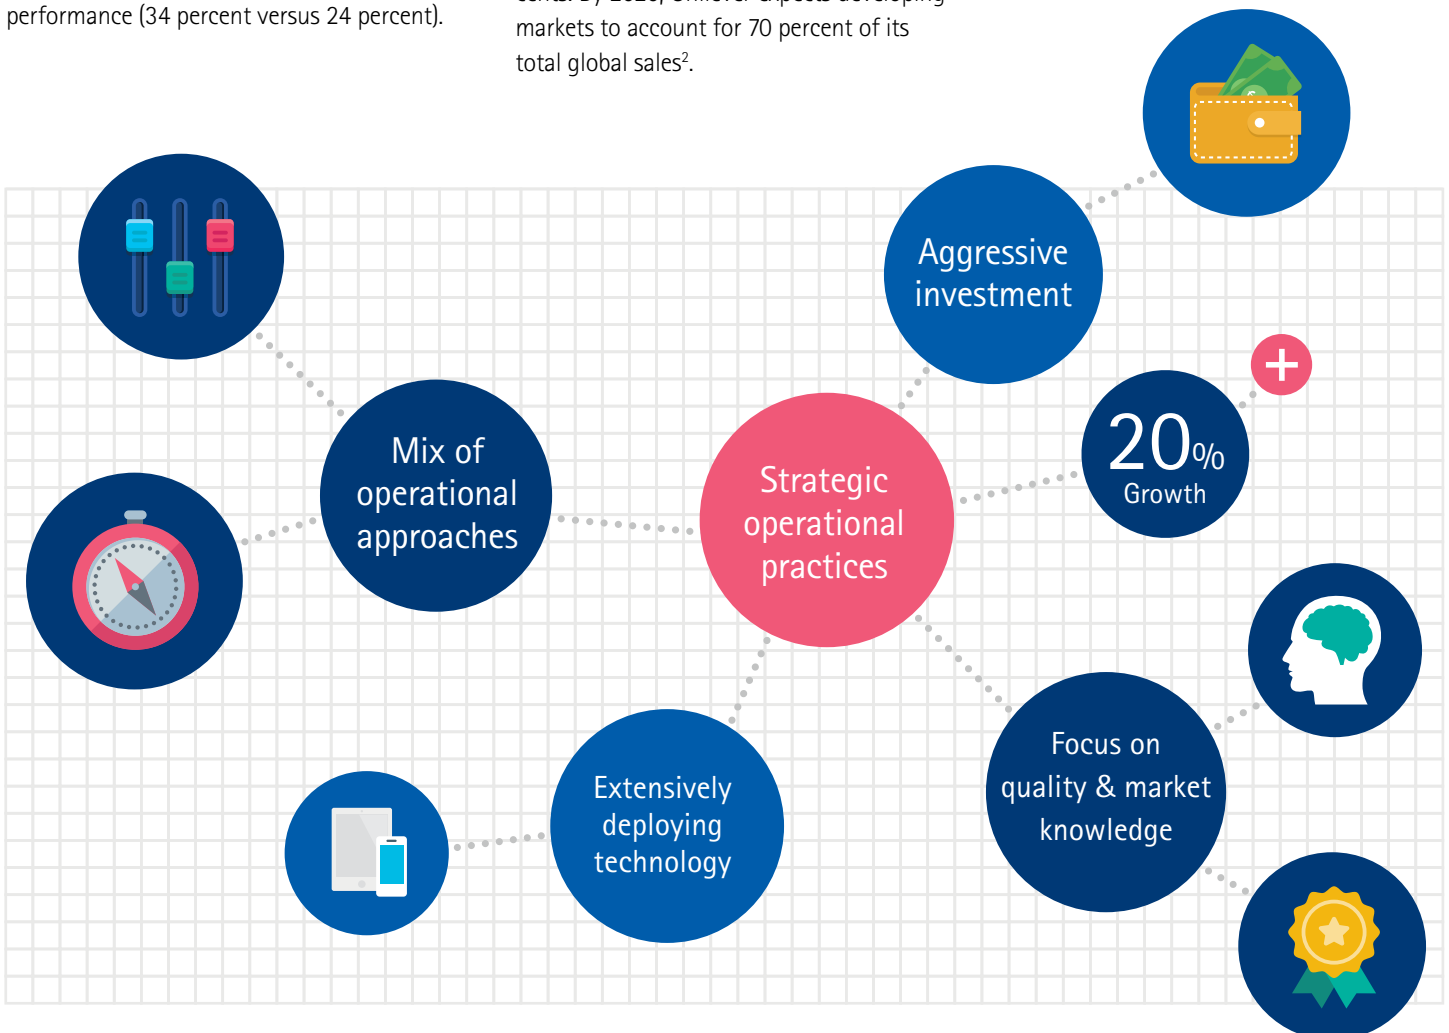 performance (34 percent versus 24 percent).
markets to account for 70 percent of its
total global sales².
Aggressive
investment
20%
Growth
+
Mix of
operational
approaches
Strategic
operational
practices
Focus on
quality & market
knowledge
Extensively
deploying
technology